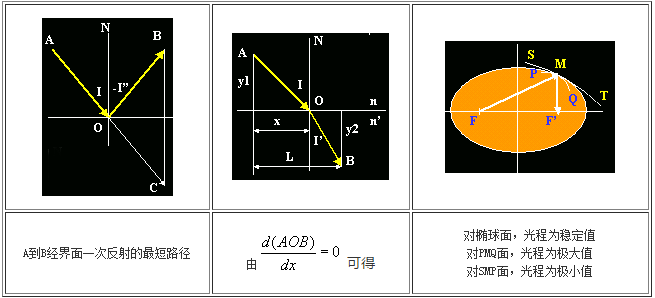 N
A
B
I
-I''
O
C
N
A
y1
I
O
n
n'
x
y2
I'
L
B
S
M
P
Q
T
F
F'
A到B经界面一次反射的最短路径
由 d(AOB)/dx = 0 可得
对椭球面,光程为稳定值
对PMQ面,光程为极大值
对SMP面,光程为极小值